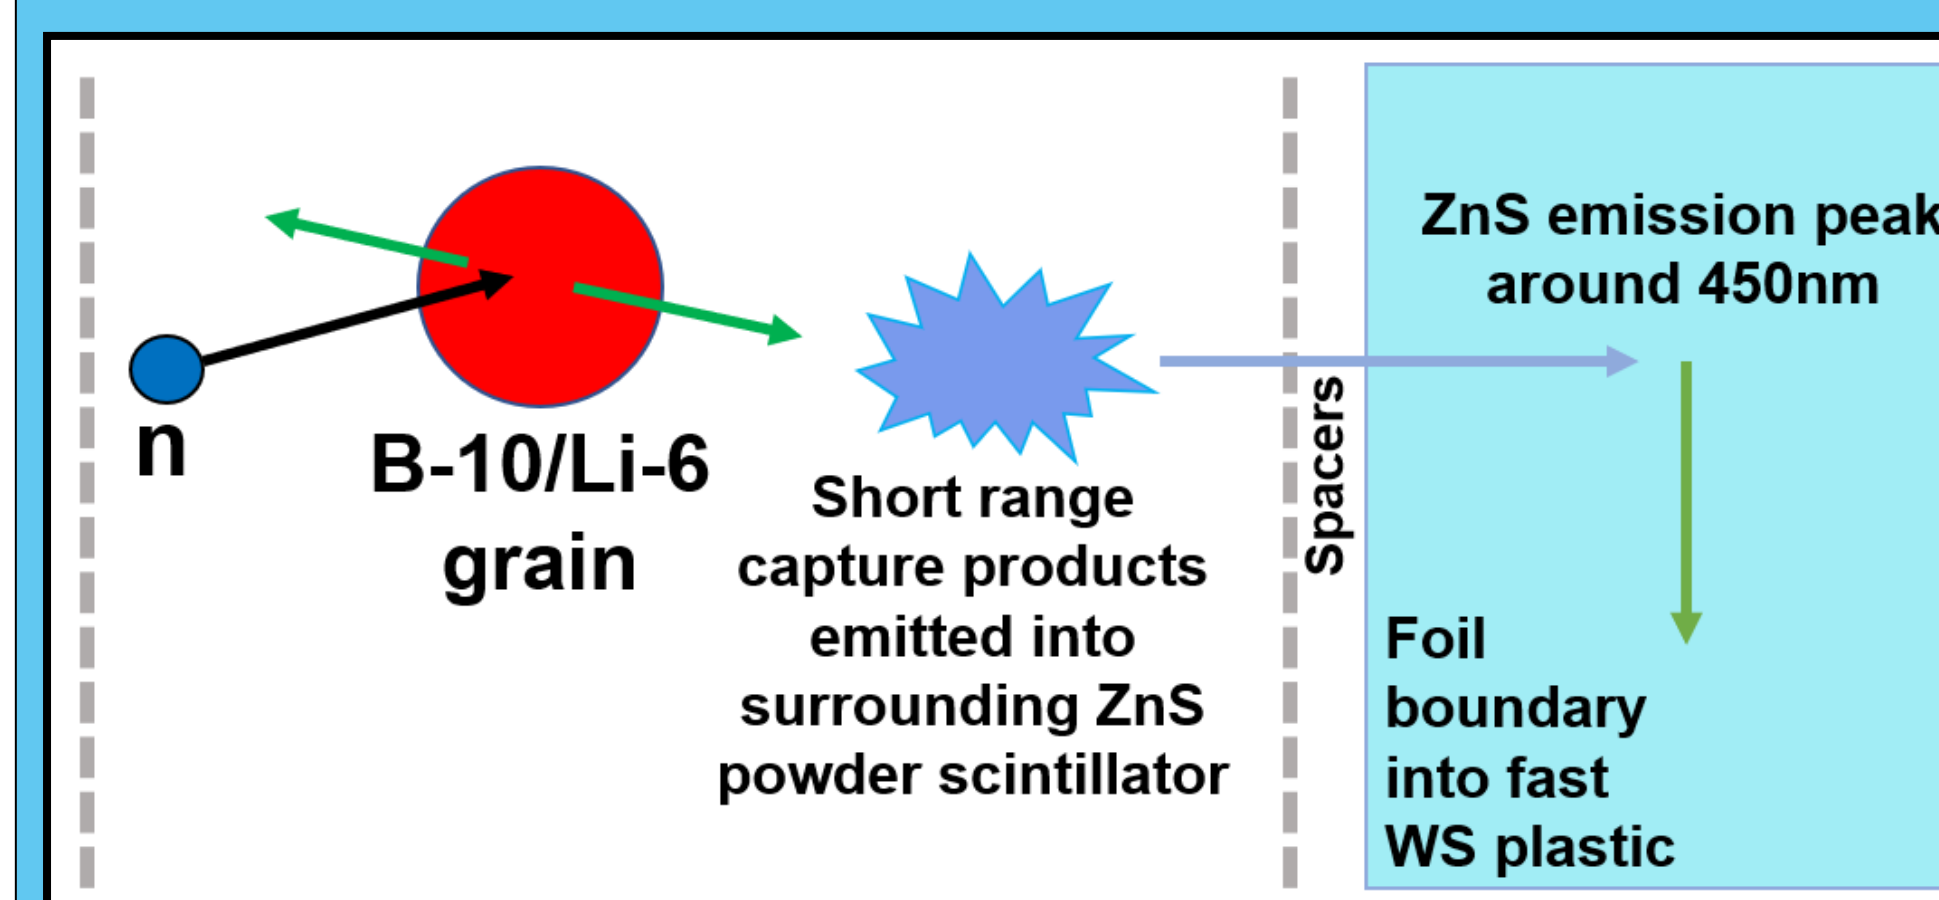 n
B-10/Li-6
grain
Short range
capture products
emitted into
surrounding ZnS
powder scintillator
Spacers
ZnS emission peak
around 450nm
Foil
boundary
into fast
WS plastic